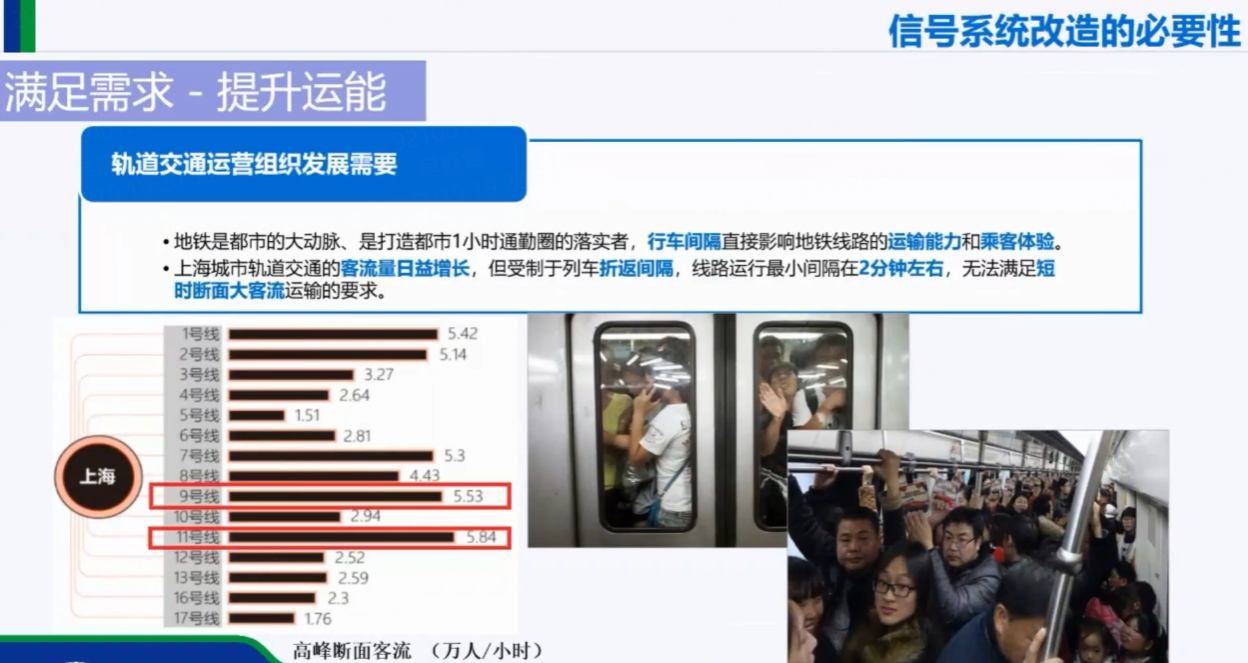 信号系统改造的必要性
满足需求 - 提升运能
轨道交通运营组织发展需要
• 地铁是都市的大动脉、是打造都市1小时通勤圈的落实者，行车间隔直接影响地铁线路的运输能力和乘客体验。
• 上海城市轨道交通的客流量日益增长，但受制于列车折返间隔，线路运行最小间隔在2分钟左右，无法满足短
时断面大客流运输的要求。
上海
1号线 5.42
2号线 5.14
3号线 3.27
4号线 2.64
5号线 1.51
6号线 2.81
7号线 5.3
8号线 4.43
9号线 5.53
10号线 2.94
11号线 5.84
12号线 2.52
13号线 2.59
16号线 2.3
17号线 1.76
高峰断面客流 （万人/小时）